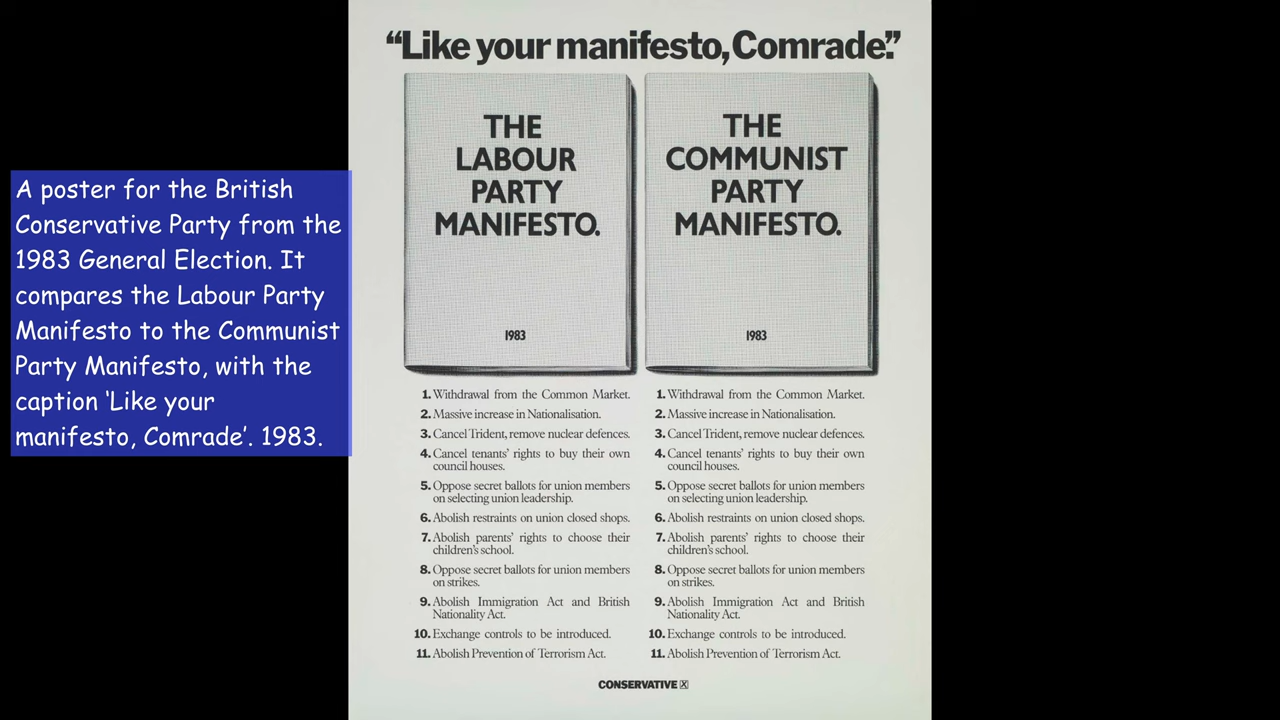 “Like your manifesto, Comrade.”
THE
LABOUR
PARTY
MANIFESTO.
1983
THE
COMMUNIST
PARTY
MANIFESTO.
1983
A poster for the British
Conservative Party from the
1983 General Election. It
compares the Labour Party
Manifesto to the Communist
Party Manifesto, with the
caption ‘Like your
manifesto, Comrade’. 1983.
1. Withdrawal from the Common Market.
2. Massive increase in Nationalisation.
3. Cancel Trident, remove nuclear defences.
4. Cancel tenants’ rights to buy their own
council houses.
5. Oppose secret ballots for union members
on selecting union leadership.
6. Abolish restraints on union closed shops.
7. Abolish parents’ rights to choose their
children’s school.
8. Oppose secret ballots for union members
on strikes.
9. Abolish Immigration Act and British
Nationality Act.
10. Exchange controls to be introduced.
11. Abolish Prevention of Terrorism Act.
1. Withdrawal from the Common Market.
2. Massive increase in Nationalisation.
3. Cancel Trident, remove nuclear defences.
4. Cancel tenants’ rights to buy their own
council houses.
5. Oppose secret ballots for union members
on selecting union leadership.
6. Abolish restraints on union closed shops.
7. Abolish parents’ rights to choose their
children’s school.
8. Oppose secret ballots for union members
on strikes.
9. Abolish Immigration Act and British
Nationality Act.
10. Exchange controls to be introduced.
11. Abolish Prevention of Terrorism Act.
CONSERVATIVE X